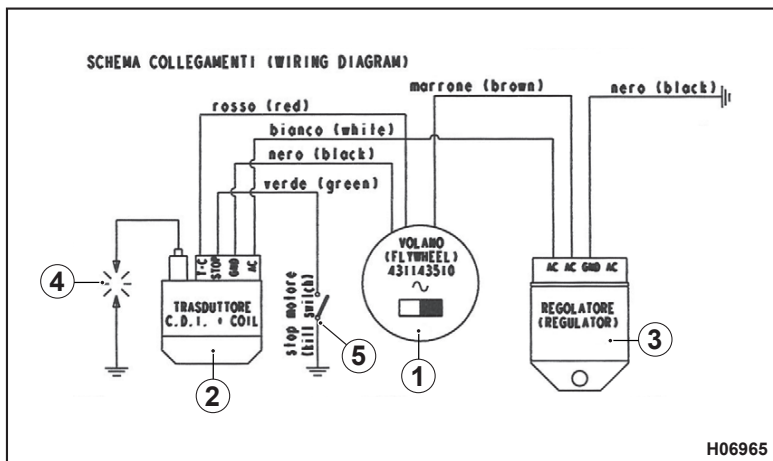 SCHEMA COLLEGAMENTI (WIRING DIAGRAM)
marrone (brown)
nero (black)
rosso (red)
bianco (white)
nero (black)
verde (green)
T-C STOP GND AC
TRASDUTTORE
C.D.I. + COIL
stop motore
(kill switch)
VOLANO
(FLYWHEEL)
431143510
AC AC GND AC
REGOLATORE
(REGULATOR)
4
2
5
1
3
H06965